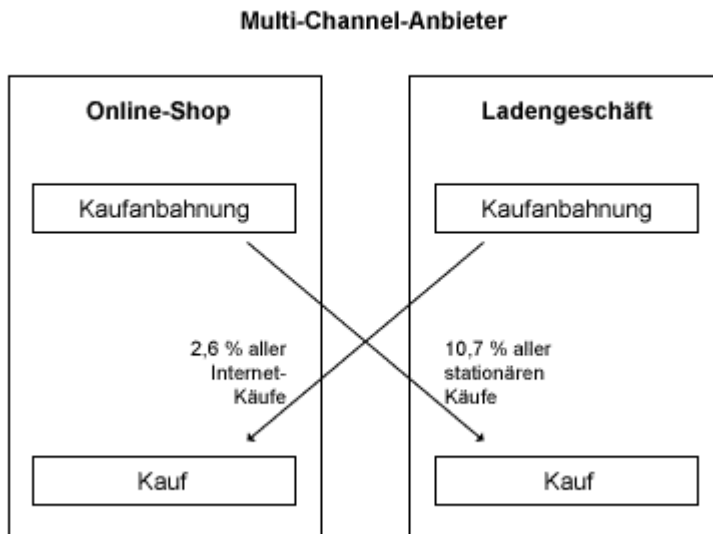 Multi-Channel-Anbieter
Online-Shop
Ladengeschäft
Kaufanbahnung
Kaufanbahnung
2,6 % aller
Internet-
Käufe
10,7 % aller
stationären
Käufe
Kauf
Kauf